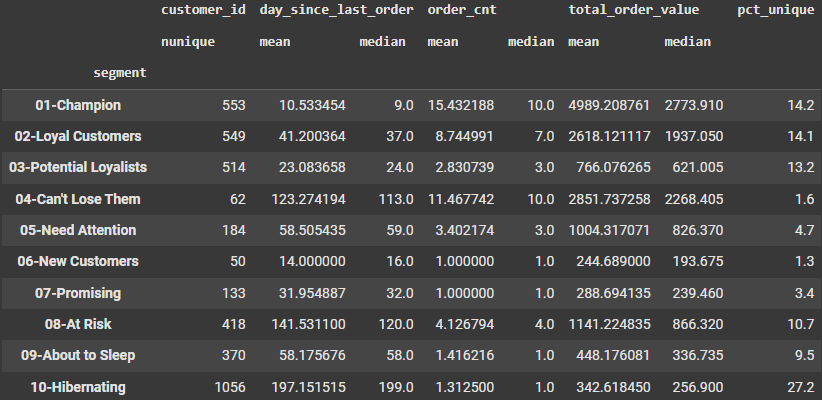 customer_id day_since_last_order order_cnt total_order_value pct_unique
nunique mean median mean median mean median
segment
01-Champion 553 10.533454 9.0 15.432188 10.0 4989.208761 2773.910 14.2
02-Loyal Customers 549 41.200364 37.0 8.744991 7.0 2618.121117 1937.050 14.1
03-Potential Loyalists 514 23.083658 24.0 2.830739 3.0 766.076265 621.005 13.2
04-Can't Lose Them 62 123.274194 113.0 11.467742 10.0 2851.737258 2268.405 1.6
05-Need Attention 184 58.505435 59.0 3.402174 3.0 1004.317071 826.370 4.7
06-New Customers 50 14.000000 16.0 1.000000 1.0 244.689000 193.675 1.3
07-Promising 133 31.954887 32.0 1.000000 1.0 288.694135 239.460 3.4
08-At Risk 418 141.531100 120.0 4.126794 4.0 1141.224835 866.320 10.7
09-About to Sleep 370 58.175676 58.0 1.416216 1.0 448.176081 336.735 9.5
10-Hibernating 1056 197.151515 199.0 1.312500 1.0 342.618450 256.900 27.2